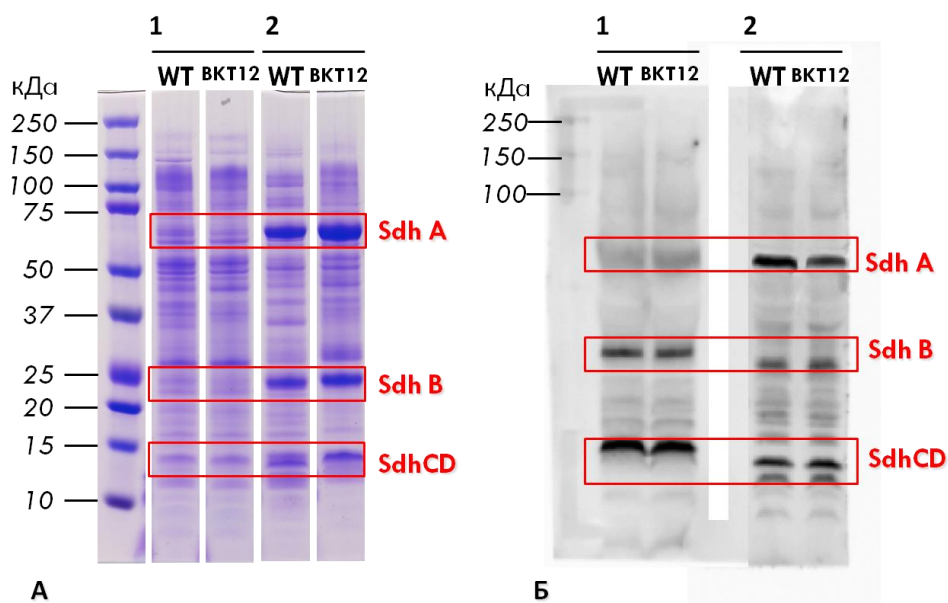 1 2
WT BKT12 WT BKT12
кДа
250
150
100
75
50
37
25
20
15
10
Sdh A
Sdh B
SdhCD
А
1 2
WT BKT12 WT BKT12
кДа
250
150
100
Sdh A
Sdh B
SdhCD
Б